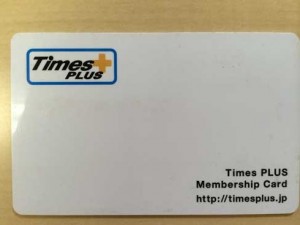 Times
PLUS
Times PLUS
Membership Card
http://timesplus.jp